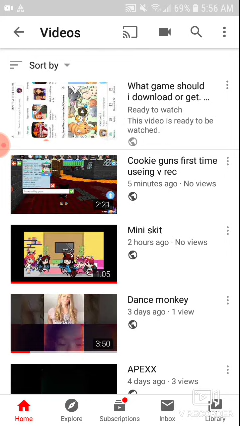 69% 5:56 AM
Videos
Sort by
What game should
i download or get. ...
Ready to watch
This video is ready to be
watched.
Cookie guns first time
useing v rec
5 minutes ago · No views
2:21
Mini skit
2 hours ago · No views
1:05
Dance monkey
3 days ago · 1 view
3:50
APEXX
4 days ago · 3 views
Home
Explore
Subscriptions
Inbox
Library